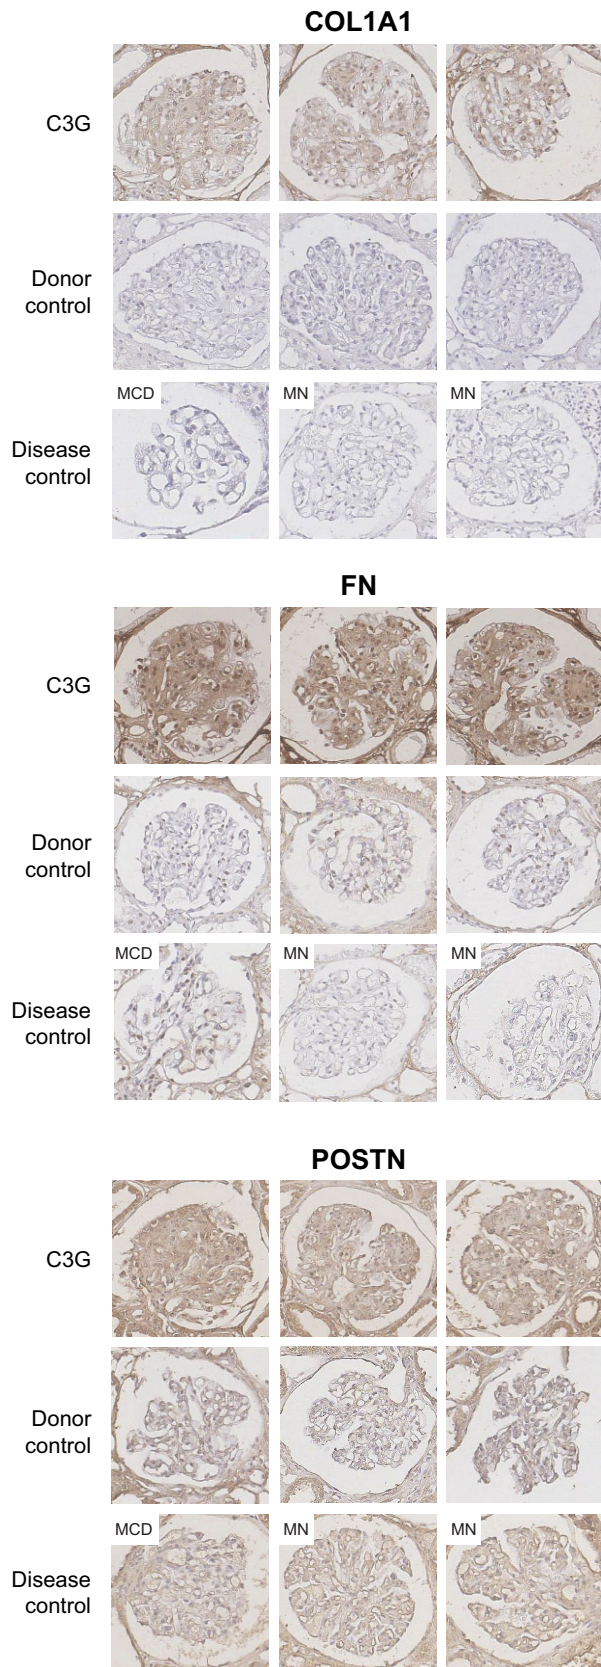 COL1A1
C3G
Donor
control
MCD
MN
MN
Disease
control
FN
C3G
Donor
control
MCD
MN
MN
Disease
control
POSTN
C3G
Donor
control
MCD
MN
MN
Disease
control